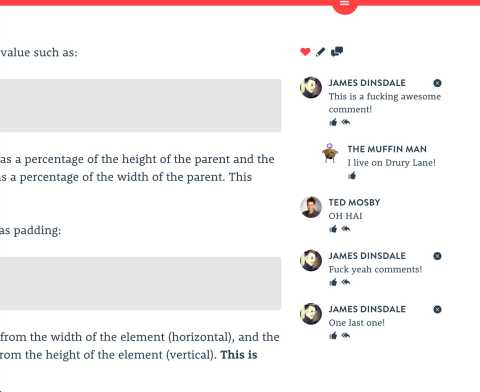 value such as:
as a percentage of the height of the parent and the
s a percentage of the width of the parent. This
as padding:
from the width of the element (horizontal), and the
rom the height of the element (vertical). This is
JAMES DINSDALE
This is a fucking awesome
comment!
THE MUFFIN MAN
I live on Drury Lane!
TED MOSBY
OH HAI
JAMES DINSDALE
Fuck yeah comments!
JAMES DINSDALE
One last one!